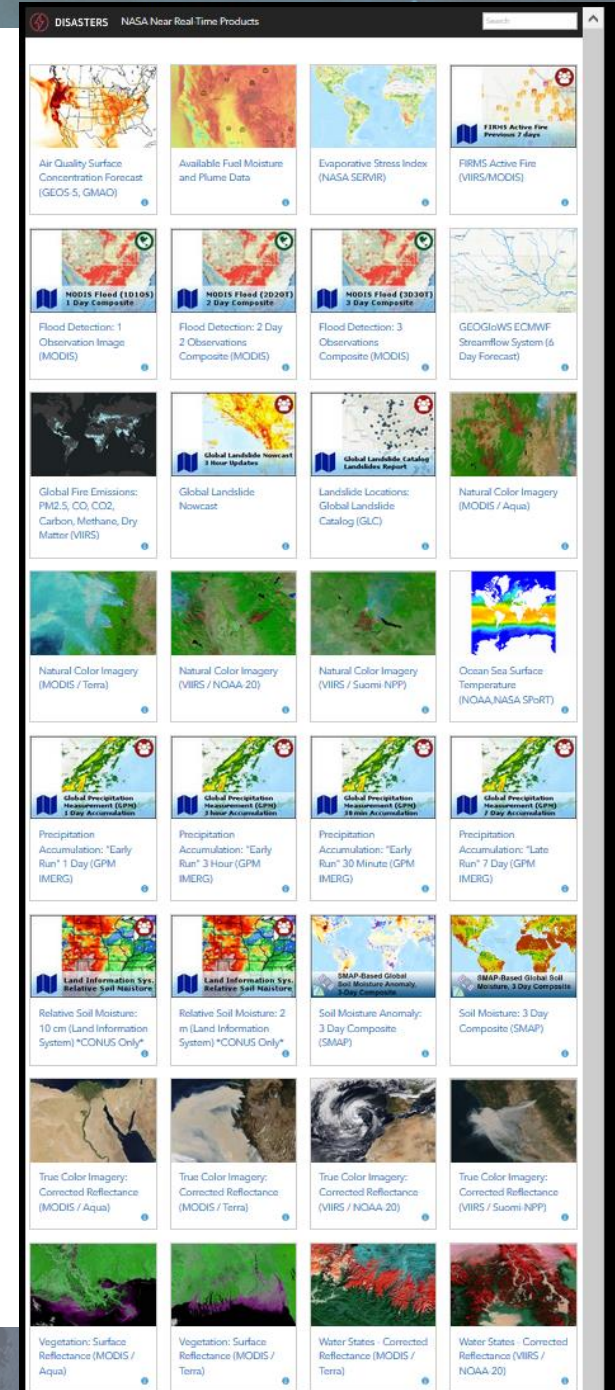 DISASTERS NASA Near Real-Time Products
Search
Air Quality Surface
Concentration Forecast
(GEOS-5, GMAO)
Available Fuel Moisture
and Plume Data
Evaporative Stress Index
(NASA SERVIR)
FIRMS Active Fire
Previous 7 days
FIRMS Active Fire
(VIIRS/MODIS)
MODIS Flood (1D1OS)
1 Day Composite
Flood Detection: 1
Observation Image
(MODIS)
MODIS Flood (2D2OT)
2 Day Composite
Flood Detection: 2 Day
2 Observations
Composite (MODIS)
MODIS Flood (3D3OT)
3 Day Composite
Flood Detection: 3
Observations
Composite (MODIS)
GEOGloWS ECMWF
Streamflow System (6
Day Forecast)
Global Fire Emissions:
PM2.5, CO, CO2,
Carbon, Methane, Dry
Matter (VIIRS)
Global Landslide Nowcast
3 Hour Updates
Global Landslide
Nowcast
Global Landslide Catalog
Landslides Report
Landslide Locations:
Global Landslide
Catalog (GLC)
Natural Color Imagery
(MODIS / Aqua)
Natural Color Imagery
(MODIS / Terra)
Natural Color Imagery
(VIIRS / NOAA-20)
Natural Color Imagery
(VIIRS / Suomi-NPP)
Ocean Sea Surface
Temperature
(NOAA,NASA SPoRT)
Global Precipitation
Measurement (GPM)
1 Day Accumulation
Precipitation
Accumulation: "Early
Run" 1 Day (GPM
IMERG)
Global Precipitation
Measurement (GPM)
3 hour Accumulation
Precipitation
Accumulation: "Early
Run" 3 Hour (GPM
IMERG)
Global Precipitation
Measurement (GPM)
30 min Accumulation
Precipitation
Accumulation: "Early
Run" 30 Minute (GPM
IMERG)
Global Precipitation
Measurement (GPM)
7 Day Accumulation
Precipitation
Accumulation: "Late
Run" 7 Day (GPM
IMERG)
Land Information Sys.
Relative Soil Moisture
Relative Soil Moisture:
10 cm (Land Information
System) *CONUS Only*
Land Information Sys.
Relative Soil Moisture
Relative Soil Moisture: 2
m (Land Information
System) *CONUS Only*
SMAP-Based Global
Soil Moisture Anomaly,
3-Day Composite
Soil Moisture Anomaly:
3 Day Composite
(SMAP)
SMAP-Based Global Soil
Moisture, 3 Day Composite
Soil Moisture: 3 Day
Composite (SMAP)
True Color Imagery:
Corrected Reflectance
(MODIS / Aqua)
True Color Imagery:
Corrected Reflectance
(MODIS / Terra)
True Color Imagery:
Corrected Reflectance
(VIIRS / NOAA-20)
True Color Imagery:
Corrected Reflectance
(VIIRS / Suomi-NPP)
Vegetation: Surface
Reflectance (MODIS /
Aqua)
Vegetation: Surface
Reflectance (MODIS /
Terra)
Water States - Corrected
Reflectance (MODIS /
Terra)
Water States - Corrected
Reflectance (VIIRS /
NOAA-20)